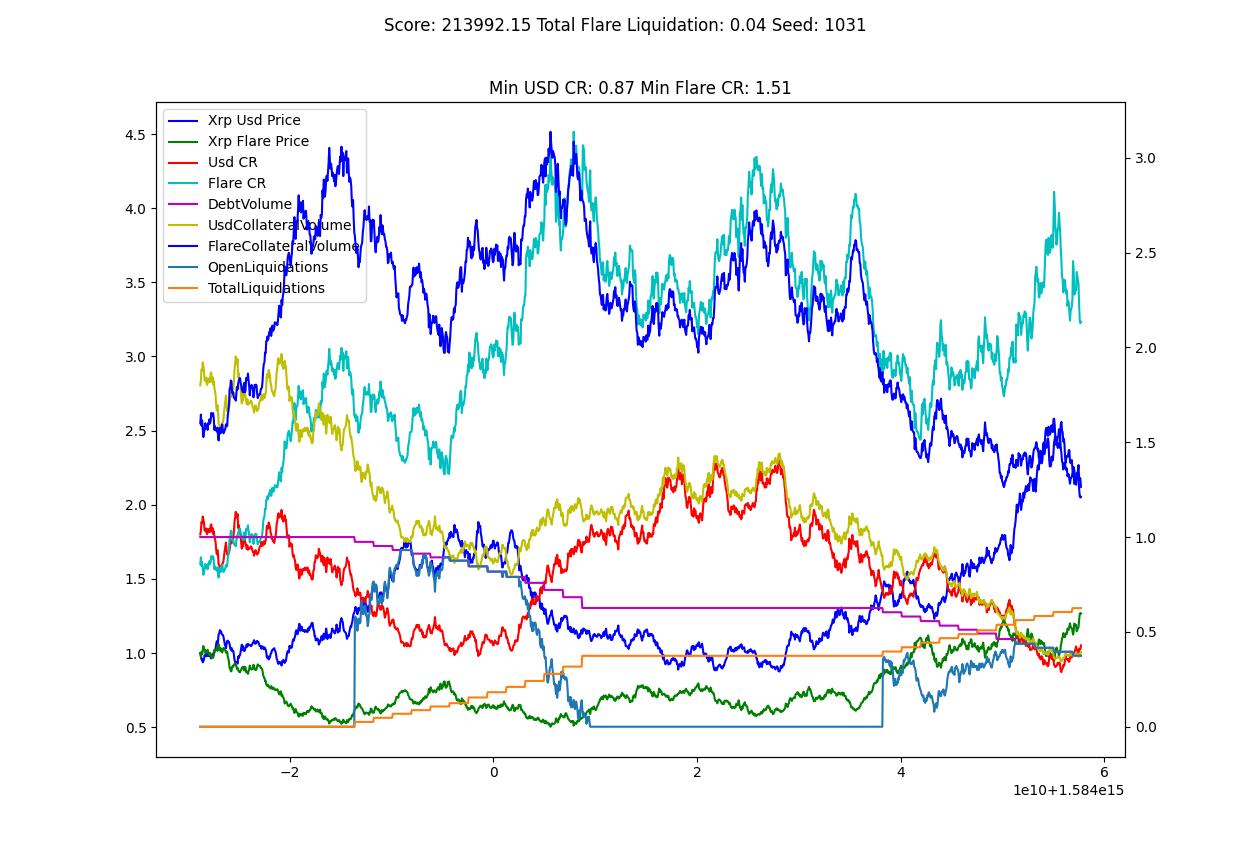 Score: 213992.15 Total Flare Liquidation: 0.04 Seed: 1031
Min USD CR: 0.87 Min Flare CR: 1.51
Xrp Usd Price
Xrp Flare Price
Usd CR
Flare CR
DebtVolume
UsdCollateralVolume
FlareCollateralVolume
OpenLiquidations
TotalLiquidations
4.5
4.0
3.5
3.0
2.5
2.0
1.5
1.0
0.5
3.0
2.5
2.0
1.5
1.0
0.5
0.0
−2
0
2
4
6
1e10+1.584e15